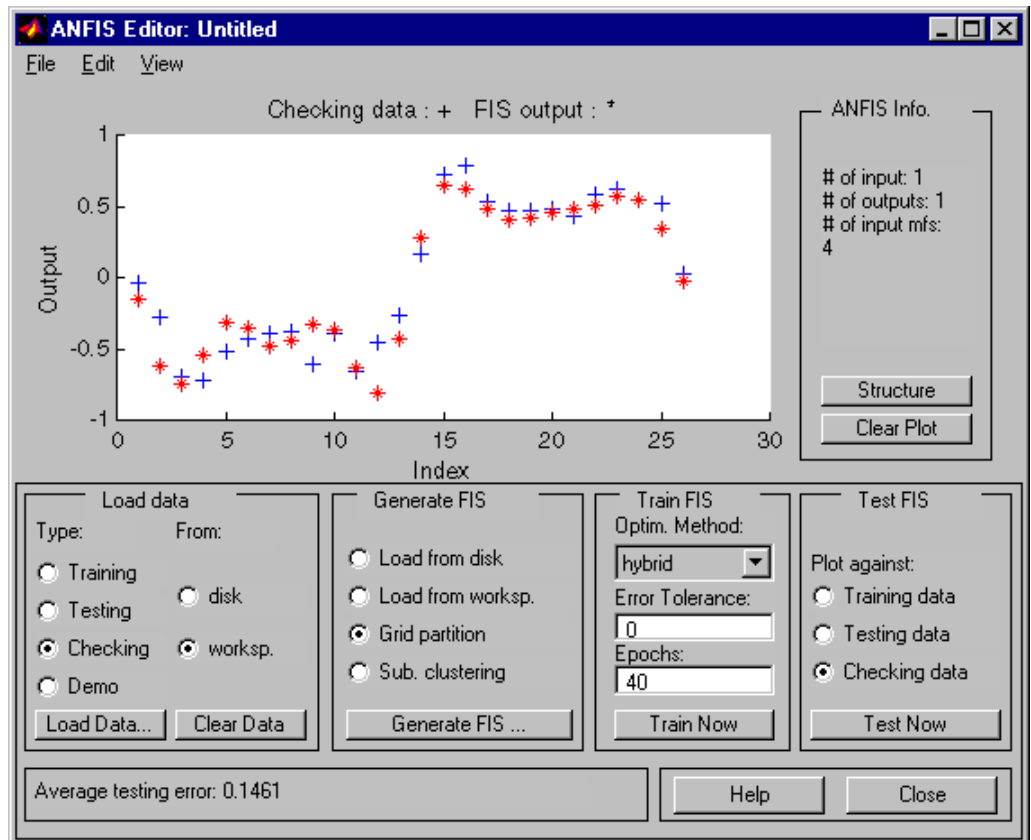 ANFIS Editor: Untitled
File Edit View
Checking data : + FIS output : *
1
0.5
0
-0.5
-1
Output
0 5 10 15 20 25 30
Index
ANFIS Info.
# of input: 1
# of outputs: 1
# of input mfs:
4
Structure
Clear Plot
Load data
Type: From:
Training
Testing
Checking
Demo
disk
worksp.
Load Data... Clear Data
Generate FIS
Load from disk
Load from worksp.
Grid partition
Sub. clustering
Generate FIS ...
Train FIS
Optim. Method:
hybrid
Error Tolerance:
0
Epochs:
40
Train Now
Test FIS
Plot against:
Training data
Testing data
Checking data
Test Now
Average testing error: 0.1461
Help Close